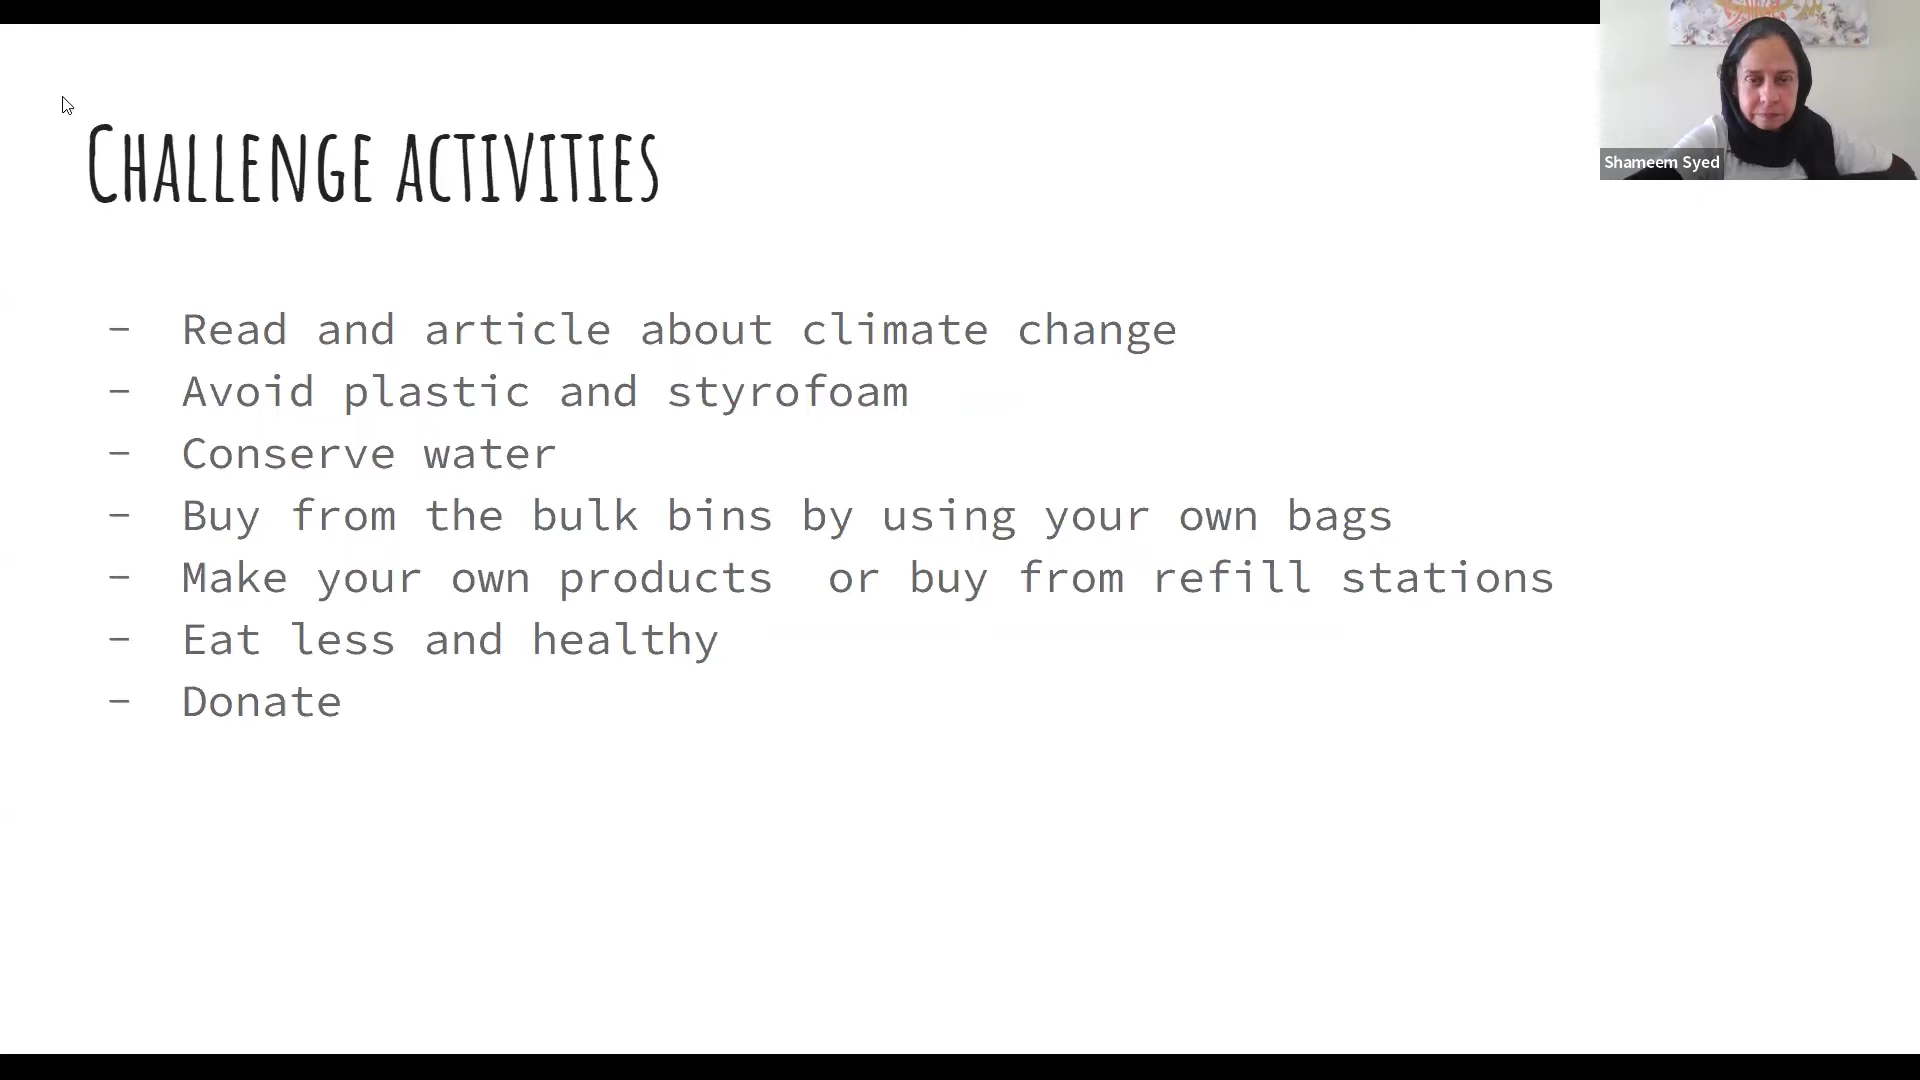 Challenge activities
- Read and article about climate change
- Avoid plastic and styrofoam
- Conserve water
- Buy from the bulk bins by using your own bags
- Make your own products  or buy from refill stations
- Eat less and healthy
- Donate
Shameem Syed